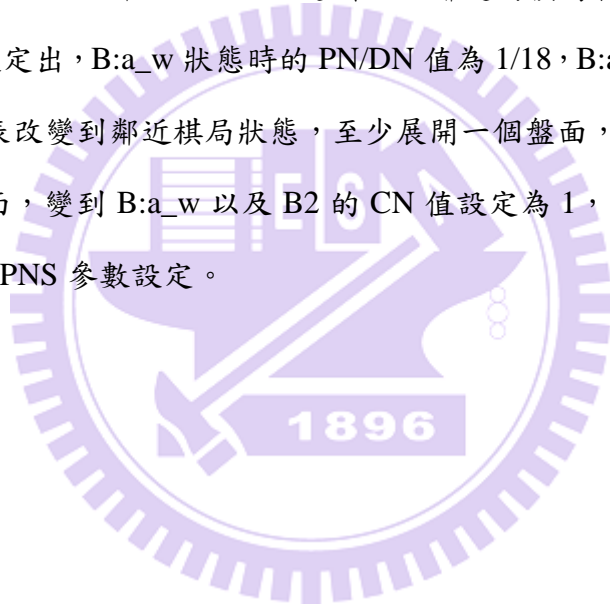 定出，B:a_w 狀態時的 PN/DN 值為 1/18，B:a
表改變到鄰近棋局狀態，至少展開一個盤面，
，變到 B:a_w 以及 B2 的 CN 值設定為 1，
PNS 參數設定。
ES
1896